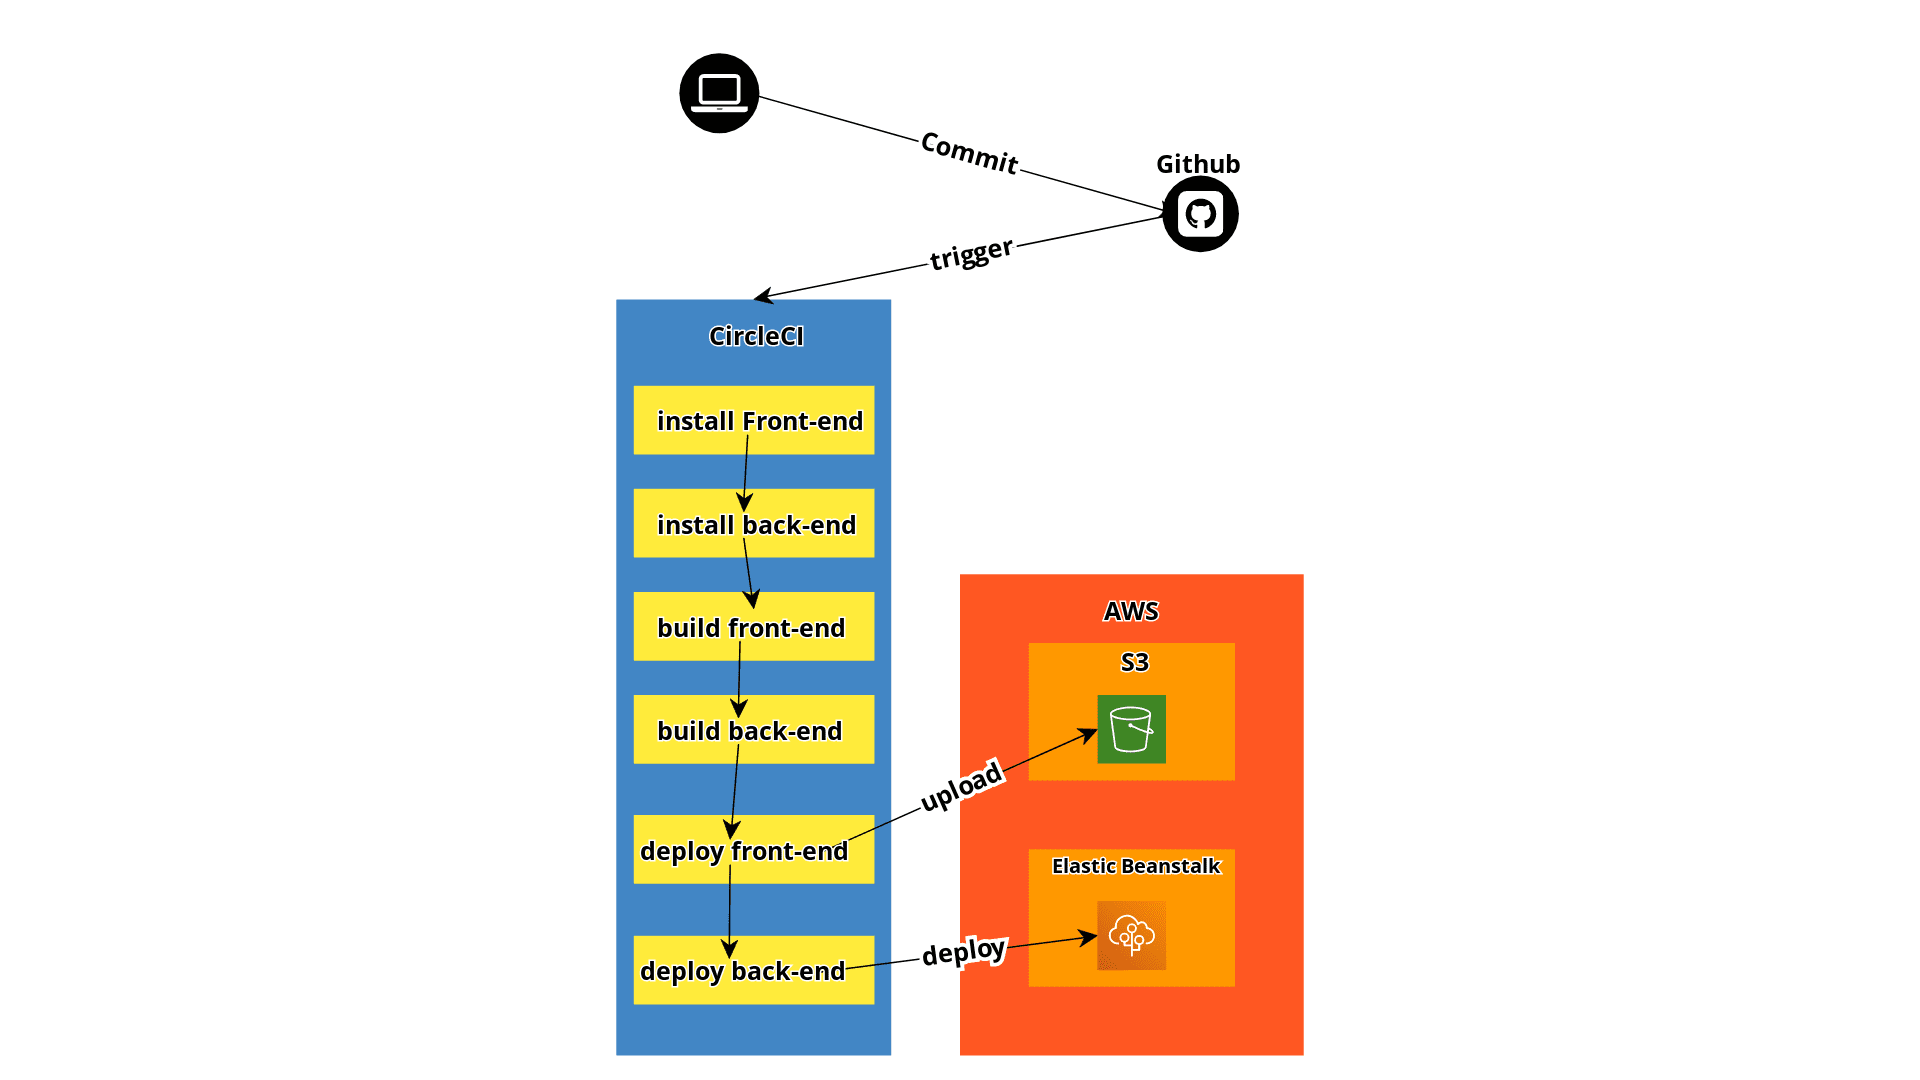 Commit
Github
trigger
CircleCI
install Front-end
install back-end
build front-end
build back-end
deploy front-end
deploy back-end
upload
deploy
AWS
S3
Elastic Beanstalk